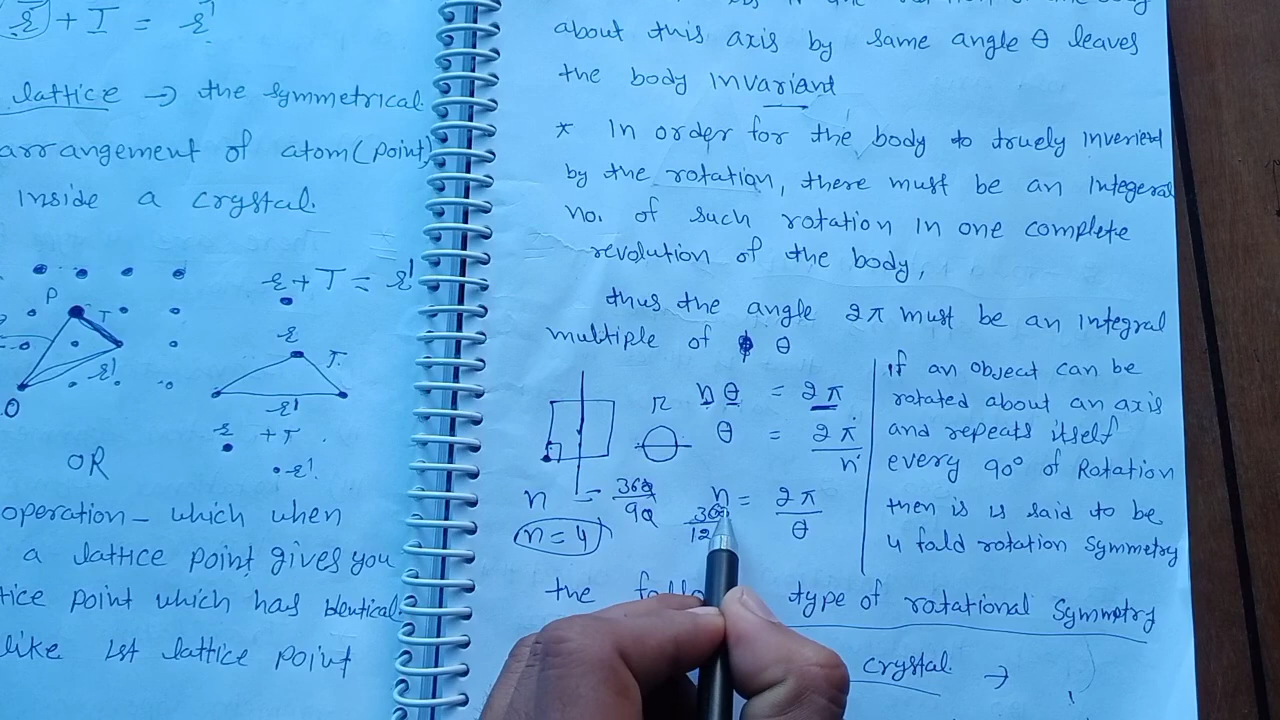 r + T = r'
lattice → the symmetrical
arrangement of atom (point)
inside a crystal.
r + T = r'
P
T
r'
O
r
T.
r'
r
+T
r'
OR
operation - which when
a lattice point gives you
tice point which has identical
like 1st lattice point
about this axis by same angle θ leaves
the body invariant
* In order for the body to truely inverient
by the rotation, there must be an integeral
no. of such rotation in one complete
revolution of the body,
thus the angle 2π must be an integral
multiple of θ
nθ = 2π
θ = 2π/n
n = 360/90
n = 2π/θ
n = 4
if an object can be
rotated about an axis
and repeats itself
every 90° of Rotation
then is is said to be
4 fold rotation symmetry
the type of rotational symmetry
crystal →